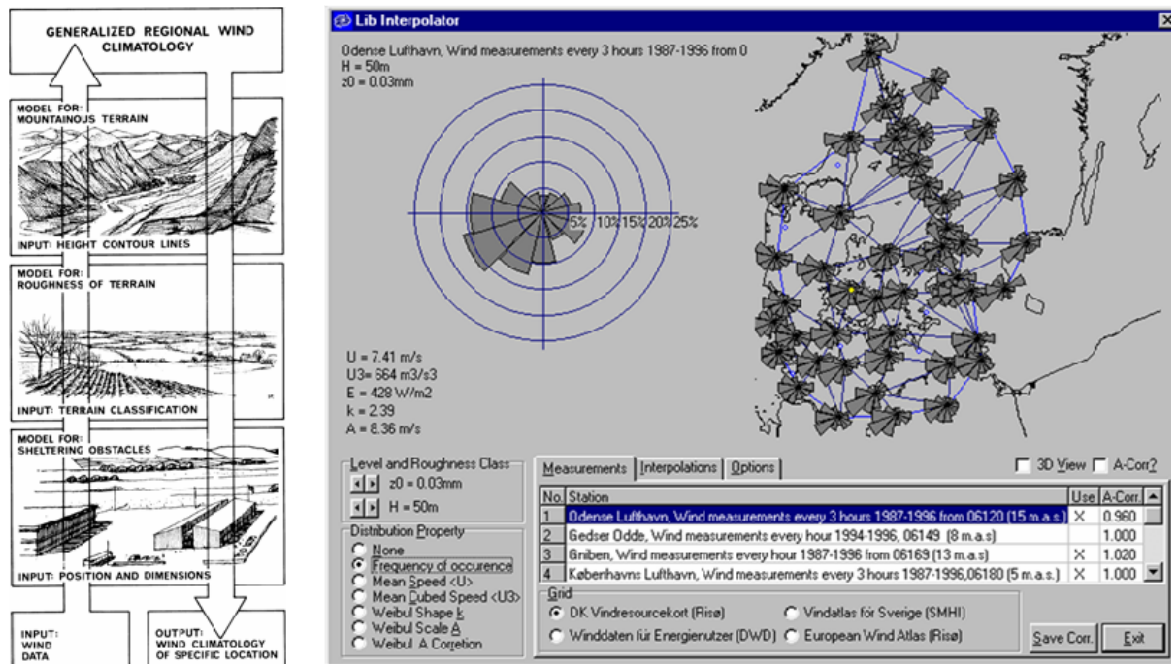 GENERALIZED REGIONAL WIND
CLIMATOLOGY
MODEL FOR:
MOUNTAINOUS TERRAIN
INPUT: HEIGHT CONTOUR LINES
MODEL FOR:
ROUGHNESS OF TERRAIN
INPUT: TERRAIN CLASSIFICATION
MODEL FOR:
SHELTERING OBSTACLES
INPUT: POSITION AND DIMENSIONS
INPUT:
WIND
DATA
OUTPUT:
WIND CLIMATOLOGY
OF SPECIFIC LOCATION
Lib Interpolator
Odense Lufthavn, Wind measurements every 3 hours 1987-1996 from 0
H = 50m
z0 = 0.03mm
5% 10% 15% 20% 25%
U = 7.41 m/s
U3= 664 m3/s3
E = 428 W/m2
k = 2.39
A = 8.36 m/s
Level and Roughness Class
z0 = 0.03mm
H = 50m
Distribution Property
None
Frequency of occurence
Mean Speed <U>
Mean Cubed Speed <U3>
Weibul Shape k
Weibul Scale A
Weibul A Corretion
Measurements Interpolations Options
3D View A-Corr?
No. Station Use A-Corr.
1 Odense Lufthavn, Wind measurements every 3 hours 1987-1996 from 06120 (15 m.a.s) X 0.960
2 Gedser Odde, Wind measurements every hour 1994-1996, 06149 (8 m.a.s) 1.000
3 Gniben, Wind measurements every hour 1987-1996 from 06169 (13 m.a.s) X 1.020
4 Københavns Lufthavn, Wind measurements every 3 hours 1987-1996,06180 (5 m.a.s.) X 1.000
Grid
DK Vindresourcekort (Risø) Vindatlas för Sverige (SMHI)
Winddaten für Energienutzer (DWD) European Wind Atlas (Risø)
Save Corr. Exit